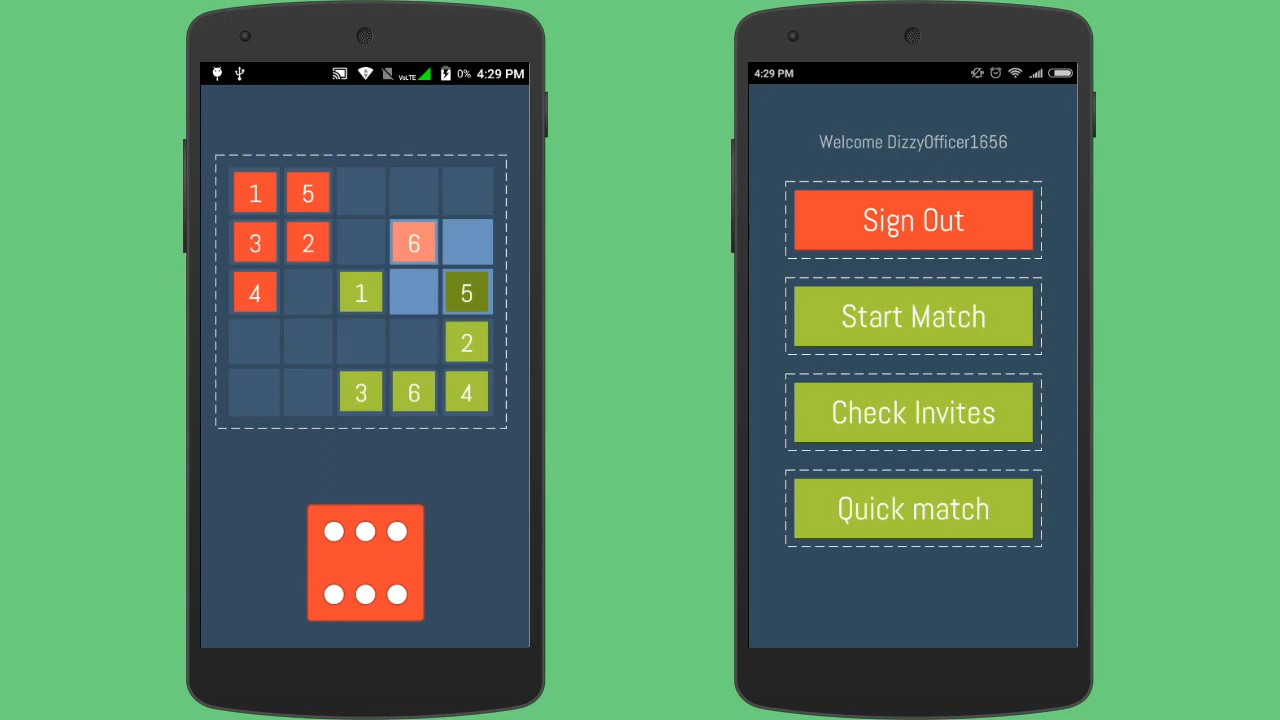 VoLTE 0% 4:29 PM
1 5
3 2 6
4 1 5
2
3 6 4
4:29 PM
Welcome DizzyOfficer1656
Sign Out
Start Match
Check Invites
Quick match